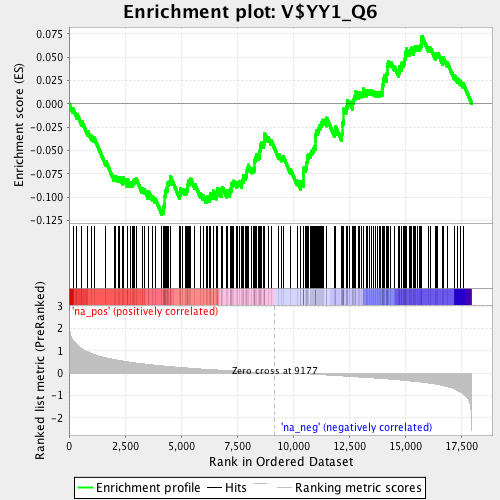 Enrichment plot: V$YY1_Q6
Enrichment score (ES)
0.075
0.050
0.025
0.000
-0.025
-0.050
-0.075
-0.100
-0.125
'na_pos' (positively correlated)
Ranked list metric (PreRanked)
3
2
1
0
-1
-2
Zero cross at 9177
'na_neg' (negatively correlated)
0
2,500
5,000
7,500
10,000
12,500
15,000
17,500
Rank in Ordered Dataset
Enrichment profile
Hits
Ranking metric scores